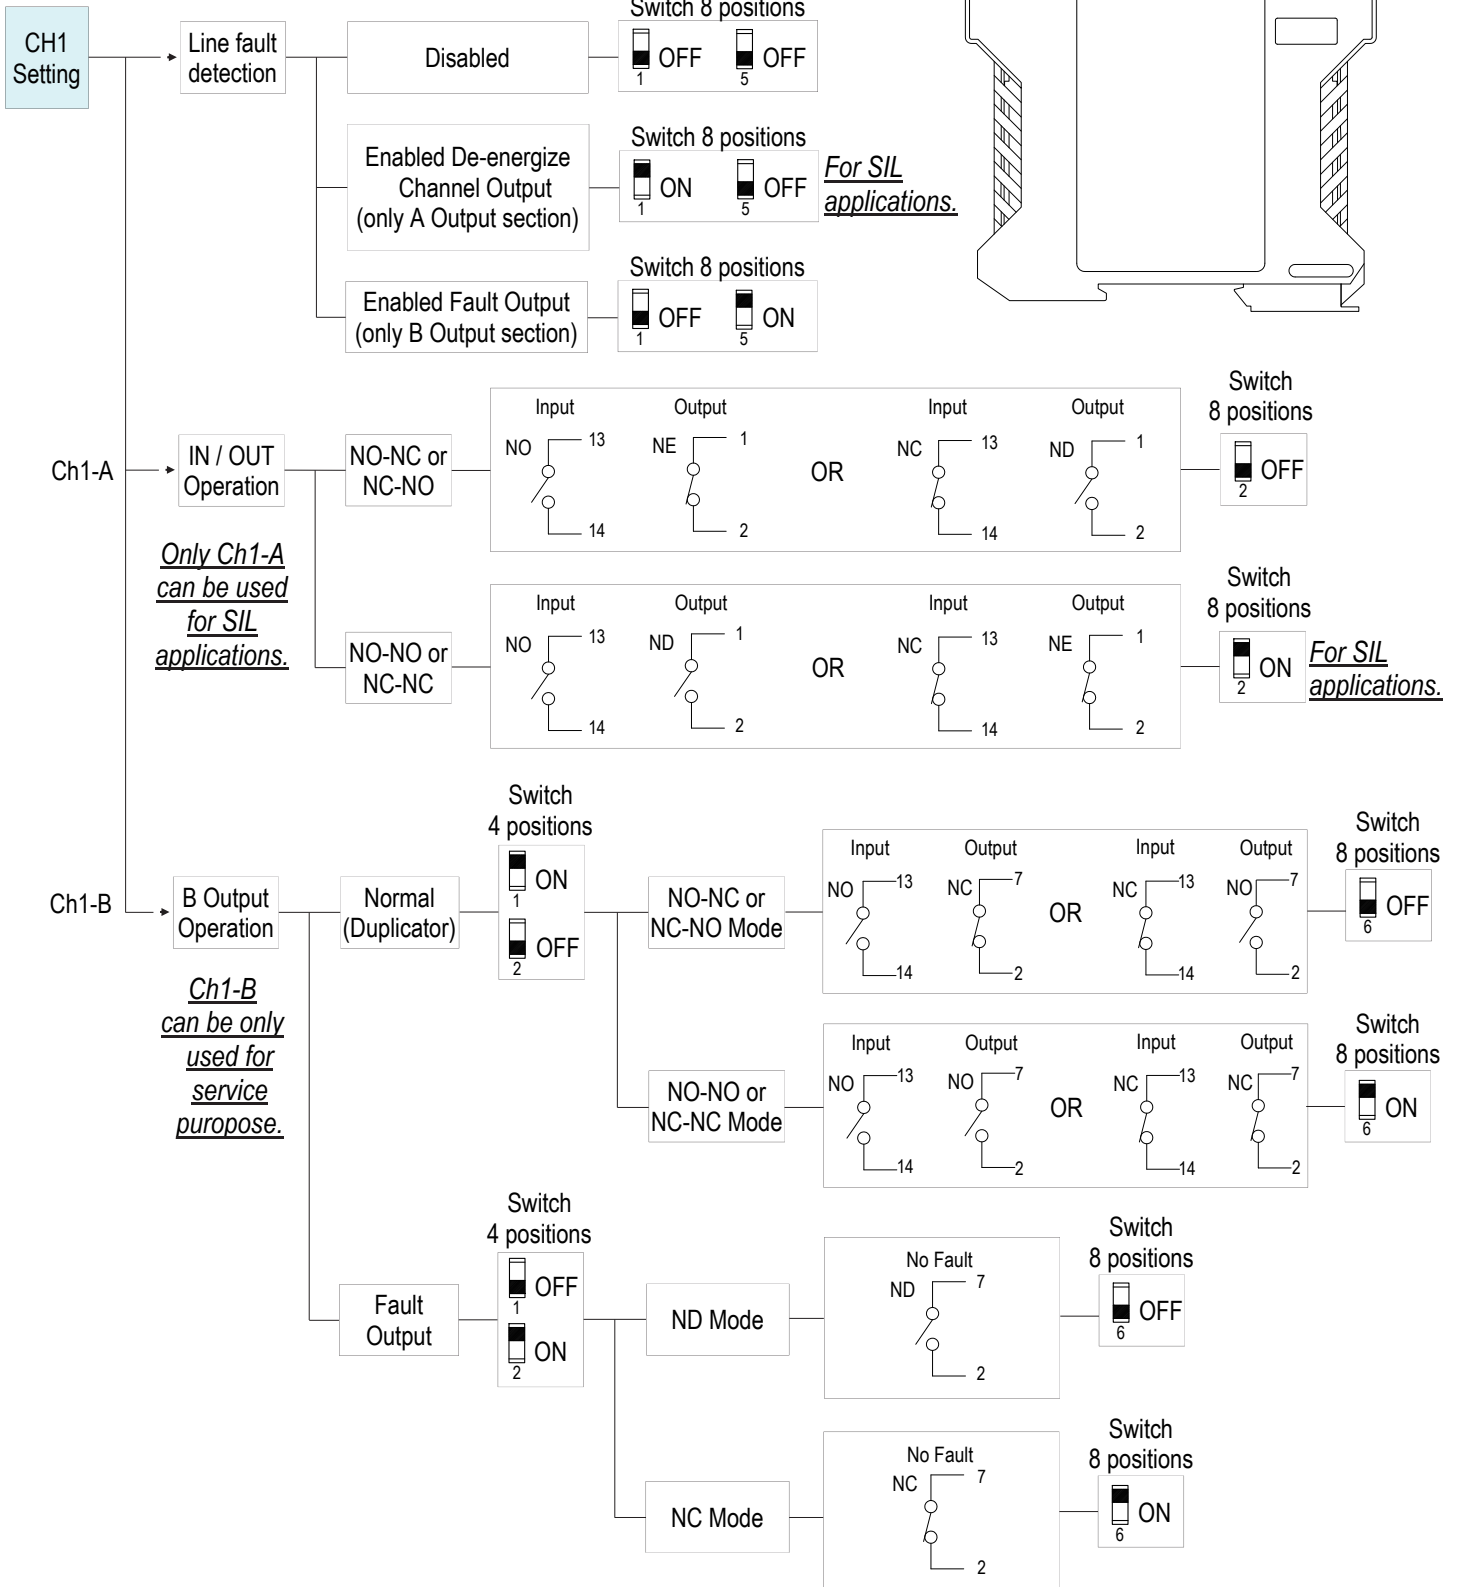 Switch 8 positions
CH1
Setting
Line fault
detection
Disabled
OFF
1
OFF
5
Switch 8 positions
Enabled De-energize
Channel Output
(only A Output section)
ON
1
OFF
5
For SIL
applications.
Switch 8 positions
Enabled Fault Output
(only B Output section)
OFF
1
ON
5
Ch1-A
IN / OUT
Operation
Only Ch1-A
can be used
for SIL
applications.
NO-NC or
NC-NO
Input
NO
13
14
Output
NE
1
2
OR
Input
NC
13
14
Output
ND
1
2
Switch
8 positions
OFF
2
NO-NO or
NC-NC
Input
NO
13
14
Output
ND
1
2
OR
Input
NC
13
14
Output
NE
1
2
Switch
8 positions
ON
2
For SIL
applications.
Ch1-B
B Output
Operation
Ch1-B
can be only
used for
service
puropose.
Normal
(Duplicator)
Switch
4 positions
ON
1
OFF
2
NO-NC or
NC-NO Mode
Input
NO
13
14
Output
NC
7
2
OR
Input
NC
13
14
Output
NO
7
2
Switch
8 positions
OFF
6
NO-NO or
NC-NC Mode
Input
NO
13
14
Output
NO
7
2
OR
Input
NC
13
14
Output
NC
7
2
Switch
8 positions
ON
6
Fault
Output
Switch
4 positions
OFF
1
ON
2
ND Mode
No Fault
ND
7
2
Switch
8 positions
OFF
6
NC Mode
No Fault
NC
7
2
Switch
8 positions
ON
6